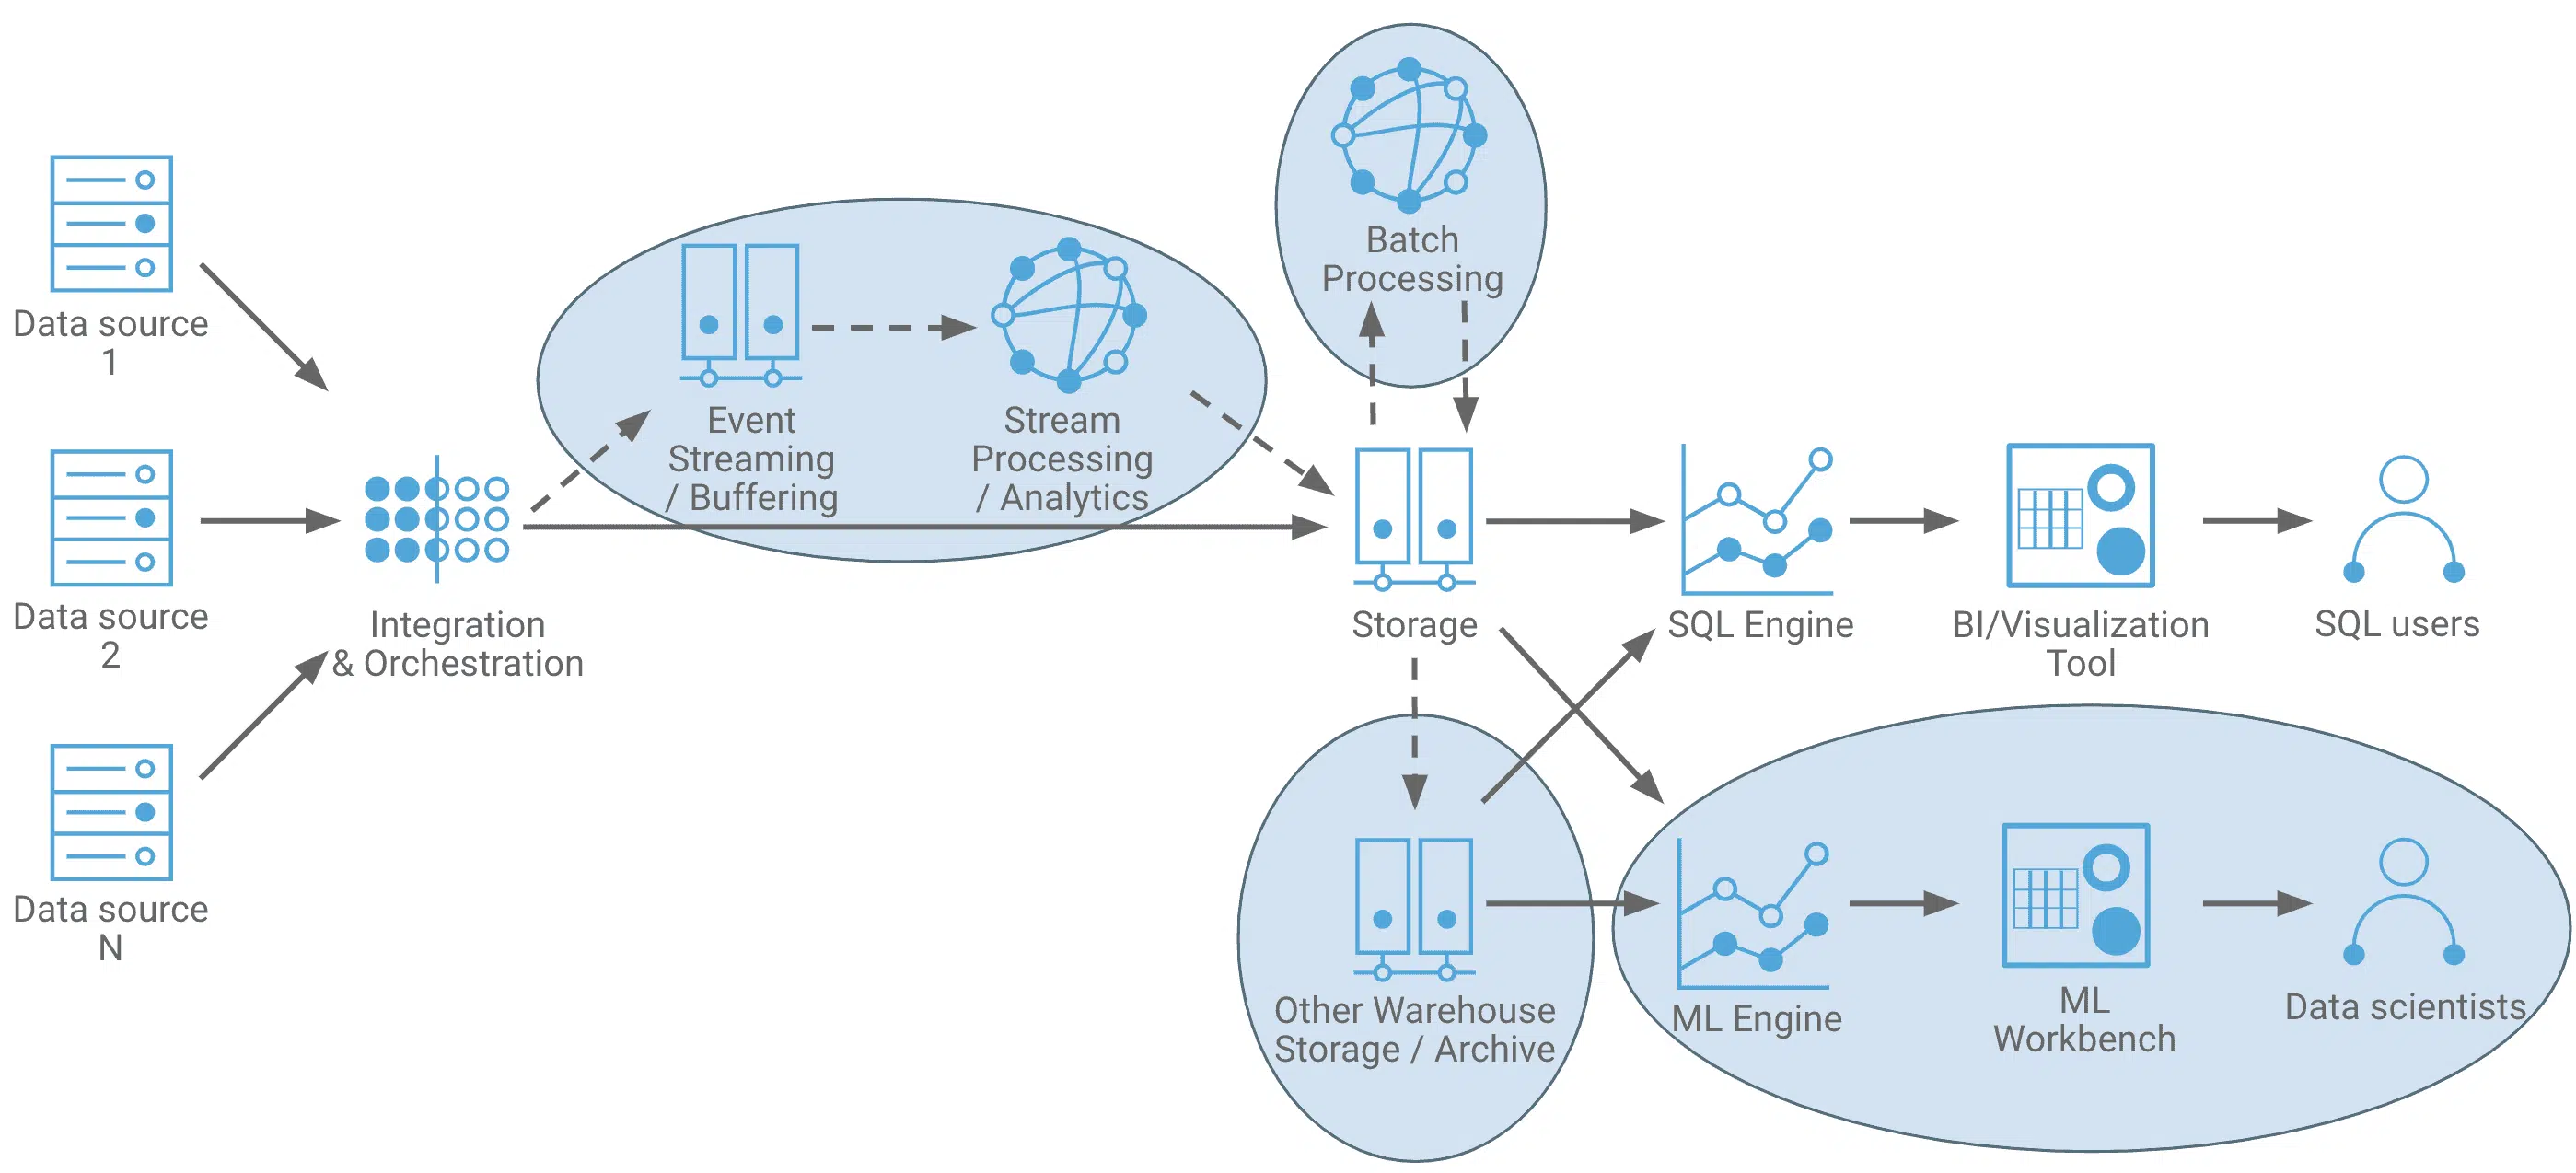 Batch
Processing
Data source
1
Event
Streaming
/ Buffering
Stream
Processing
/ Analytics
Data source
2
Integration
& Orchestration
Storage
SQL Engine
BI/Visualization
Tool
SQL users
Data source
N
Other Warehouse
Storage / Archive
ML Engine
ML
Workbench
Data scientists